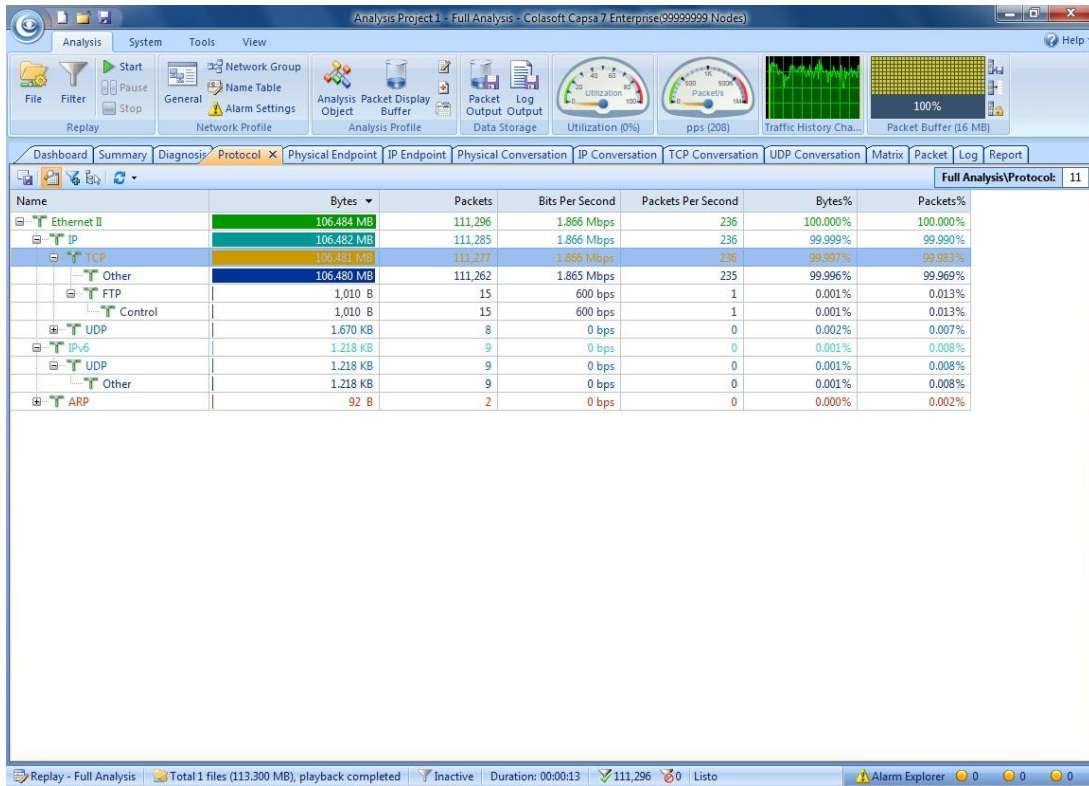 Analysis Project 1 - Full Analysis - Colasoft Capsa 7 Enterprise(99999999 Nodes)
Analysis System Tools View Help
File Filter Start Pause Stop
Replay
General Network Group Name Table Alarm Settings
Network Profile
Analysis Object Packet Display Buffer
Analysis Profile
Packet Output Log Output
Data Storage
Utilization
Utilization (0%)
Packet/s
pps (208)
Traffic History Cha...
100%
Packet Buffer (16 MB)
Dashboard Summary Diagnosis Protocol X Physical Endpoint IP Endpoint Physical Conversation IP Conversation TCP Conversation UDP Conversation Matrix Packet Log Report
Full Analysis\Protocol: 11
Name Bytes Packets Bits Per Second Packets Per Second Bytes% Packets%
Ethernet II 106.484 MB 111,296 1.866 Mbps 236 100.000% 100.000%
IP 106.482 MB 111,285 1.866 Mbps 236 99.999% 99.990%
TCP 106.481 MB 111,277 1.866 Mbps 236 99.997% 99.983%
Other 106.480 MB 111,262 1.865 Mbps 235 99.996% 99.969%
FTP 1,010 B 15 600 bps 1 0.001% 0.013%
Control 1,010 B 15 600 bps 1 0.001% 0.013%
UDP 1.670 KB 8 0 bps 0 0.002% 0.007%
IPv6 1.218 KB 9 0 bps 0 0.001% 0.008%
UDP 1.218 KB 9 0 bps 0 0.001% 0.008%
Other 1.218 KB 9 0 bps 0 0.001% 0.008%
ARP 92 B 2 0 bps 0 0.000% 0.002%
Replay - Full Analysis Total 1 files (113.300 MB), playback completed Inactive Duration: 00:00:13 111,296 0 Listo Alarm Explorer 0 0 0